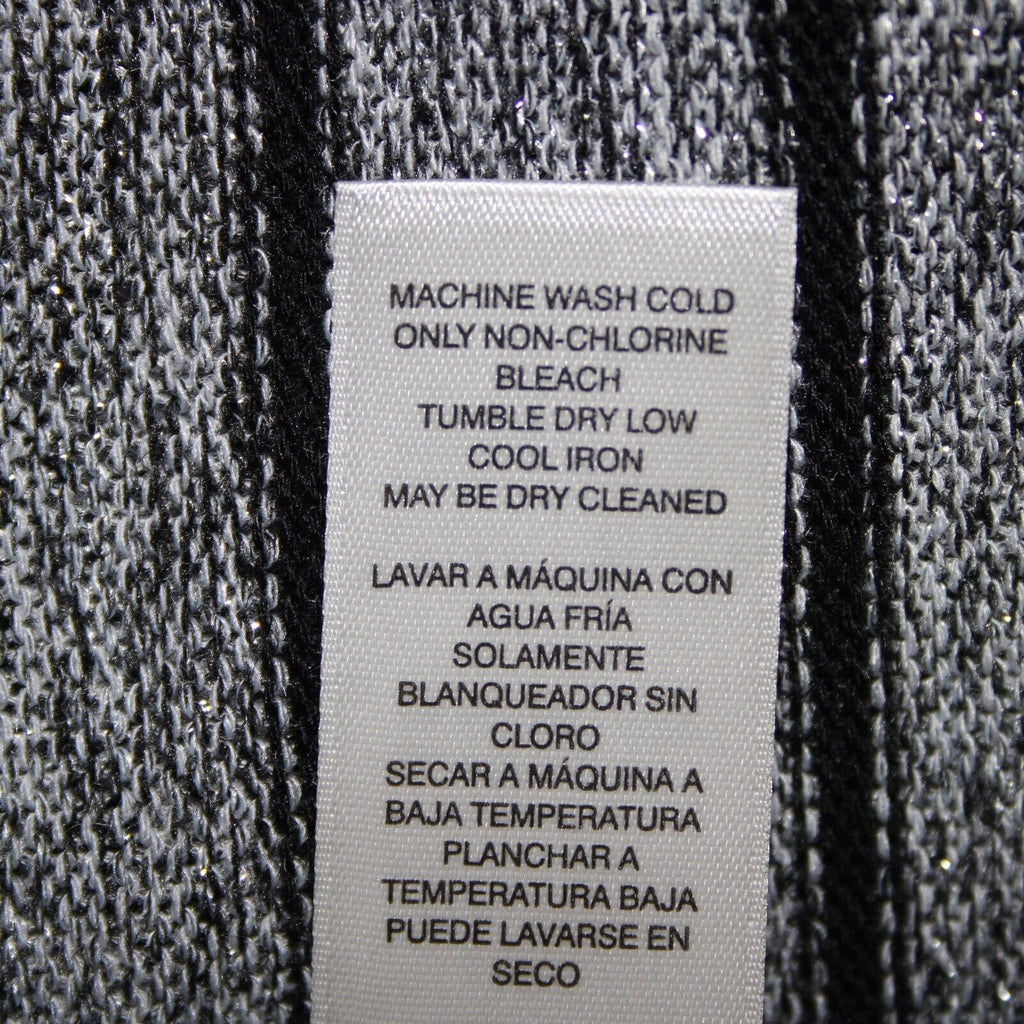 MACHINE WASH COLD
ONLY NON-CHLORINE
BLEACH
TUMBLE DRY LOW
COOL IRON
MAY BE DRY CLEANED
LAVAR A MÁQUINA CON
AGUA FRÍA
SOLAMENTE
BLANQUEADOR SIN
CLORO
SECAR A MÁQUINA A
BAJA TEMPERATURA
PLANCHAR A
TEMPERATURA BAJA
PUEDE LAVARSE EN
SECO